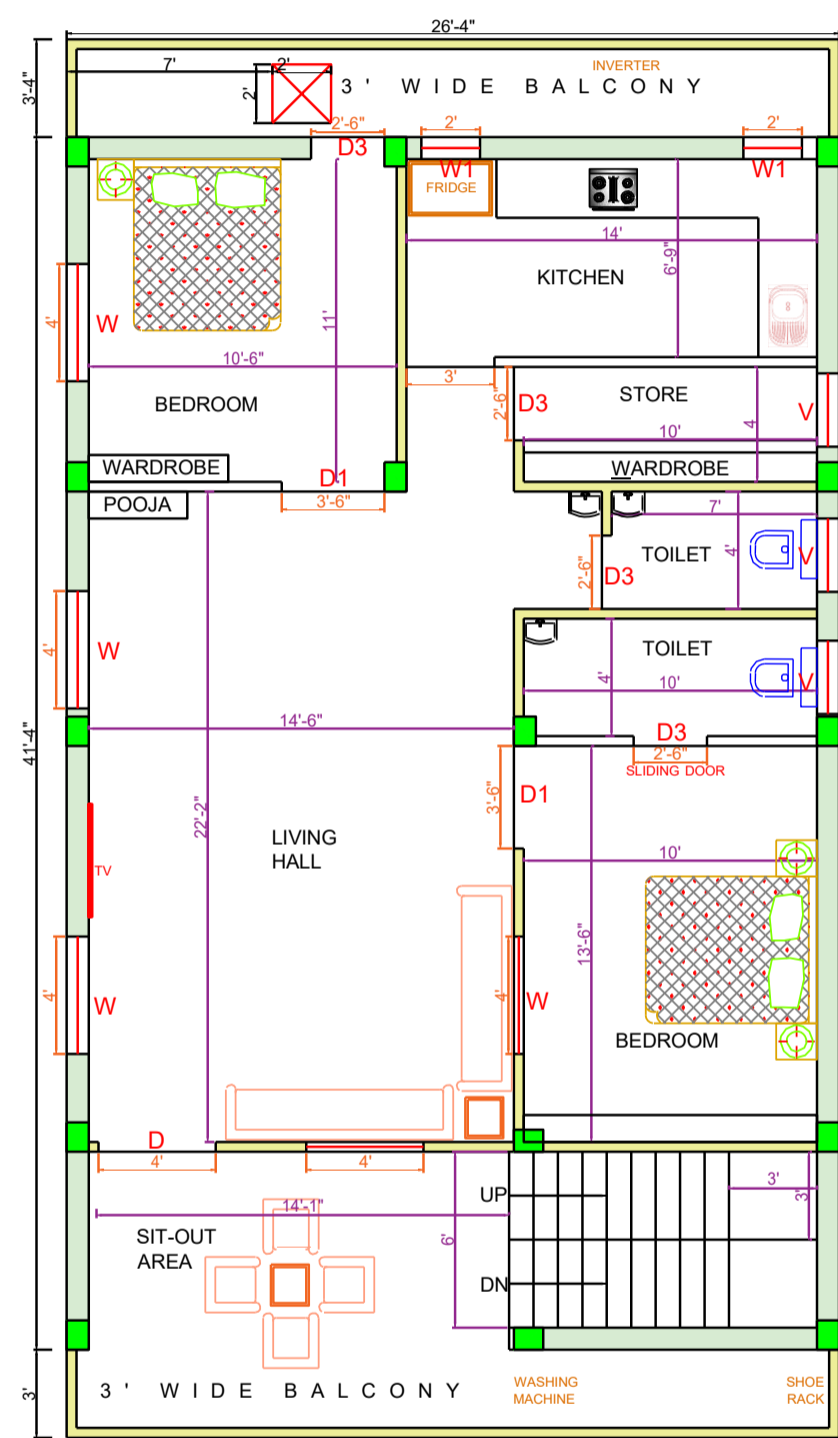 26'-4"
3'-4"
7'
2'
2'
INVERTER
3 ' W I D E B A L C O N Y
2'-6"
2'
2'
D3
W1
W1
FRIDGE
14'
6'-9"
KITCHEN
4'
W
11'
10'-6"
BEDROOM
3'
2'-6"
D3
STORE
4
V
10'
WARDROBE
D1
WARDROBE
3'-6"
POOJA
7'
4'
TOILET
V
2'-6"
D3
4'
W
TOILET
V
4'
10'
14'-6"
D3
2'-6"
SLIDING DOOR
41'-4"
3'-6"
D1
22'-2"
LIVING
HALL
TV
10'
13'-6"
4'
W
4'
W
BEDROOM
D
4'
4'
UP
3'
3'
14'-1"
6'
SIT-OUT
AREA
DN
3'
3 ' W I D E B A L C O N Y
WASHING
MACHINE
SHOE
RACK